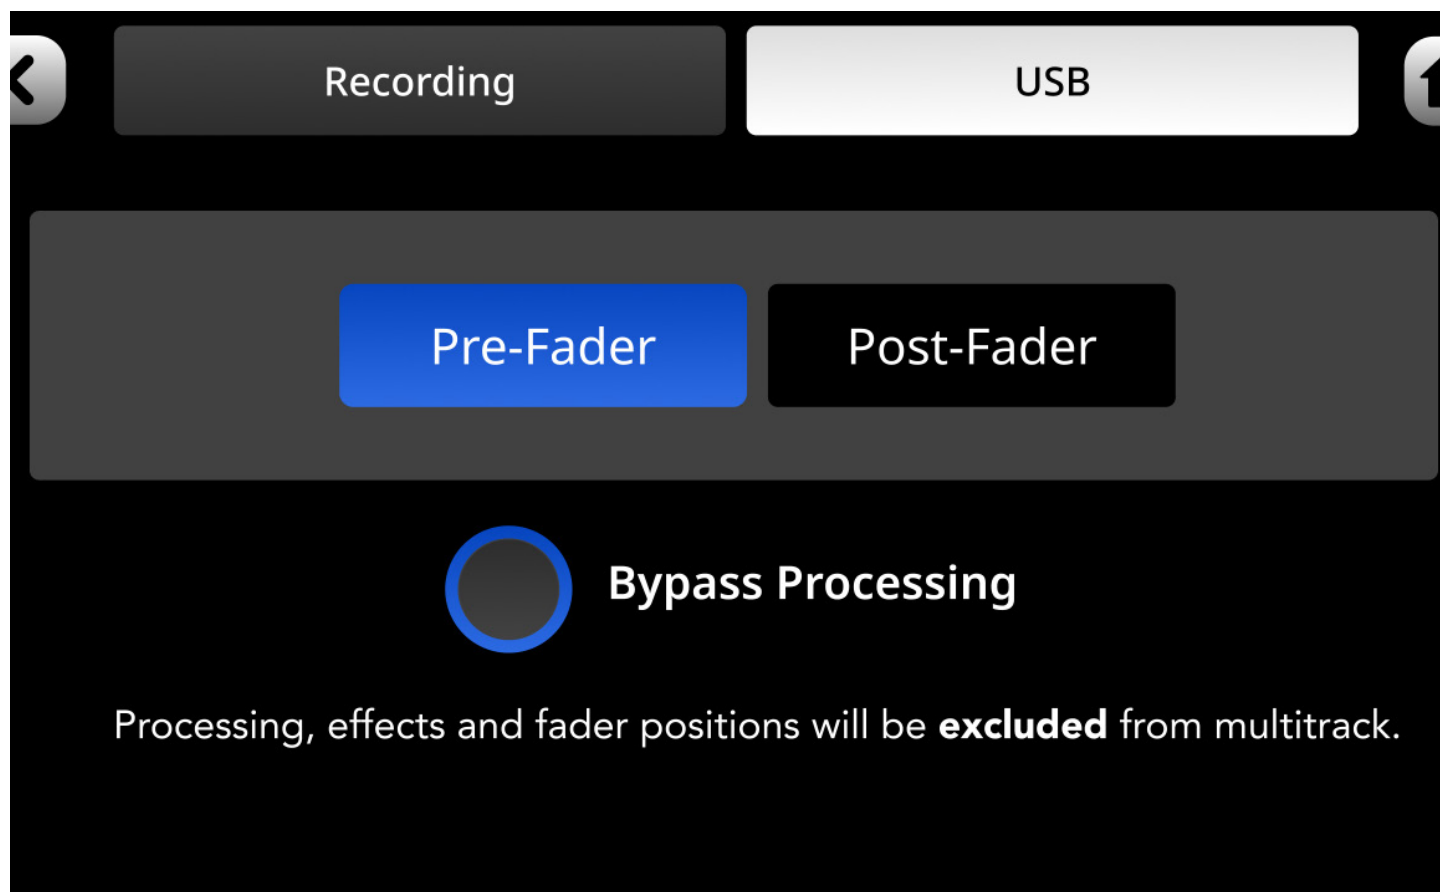 Recording
USB
Pre-Fader
Post-Fader
Bypass Processing
Processing, effects and fader positions will be excluded from multitrack.